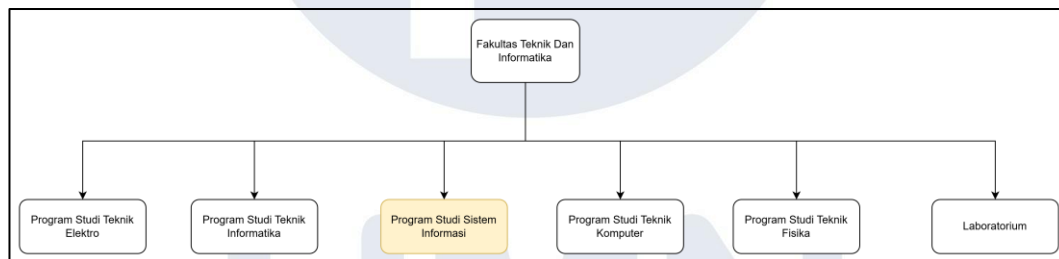 Fakultas Teknik Dan
Informatika
Program Studi Teknik
Elektro
Program Studi Teknik
Informatika
Program Studi Sistem
Informasi
Program Studi Teknik
Komputer
Program Studi Teknik
Fisika
Laboratorium